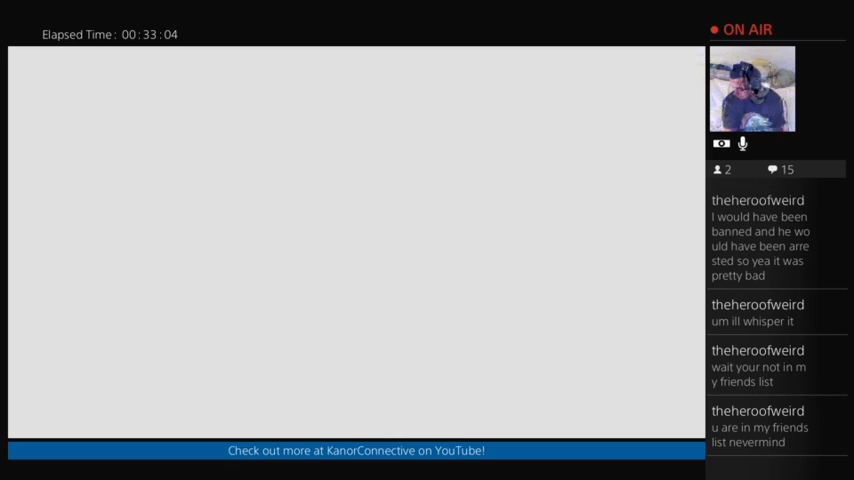 Elapsed Time: 00:33:04
ON AIR
2
15
theheroofweird
I would have been
banned and he wo
uld have been arre
sted so yea it was
pretty bad
theheroofweird
um ill whisper it
theheroofweird
wait your not in m
y friends list
theheroofweird
u are in my friends
list nevermind
Check out more at KanorConnective on YouTube!